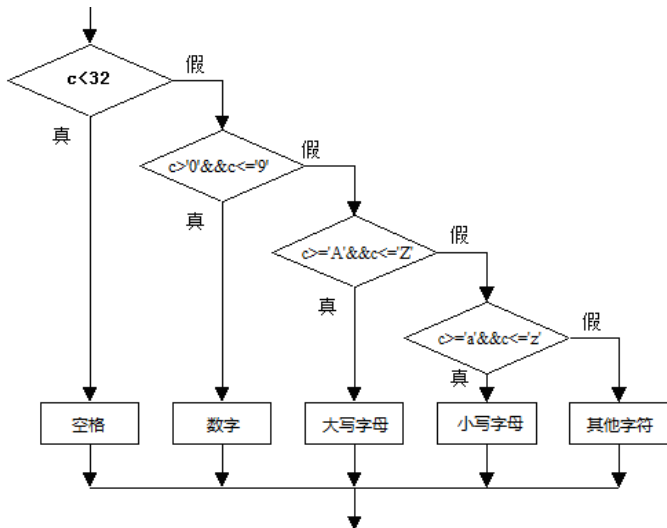 c<32
假
真
c>'0'&&c<='9'
假
真
c>='A'&&c<='Z'
假
真
c>='a'&&c<='z'
假
真
空格
数字
大写字母
小写字母
其他字符